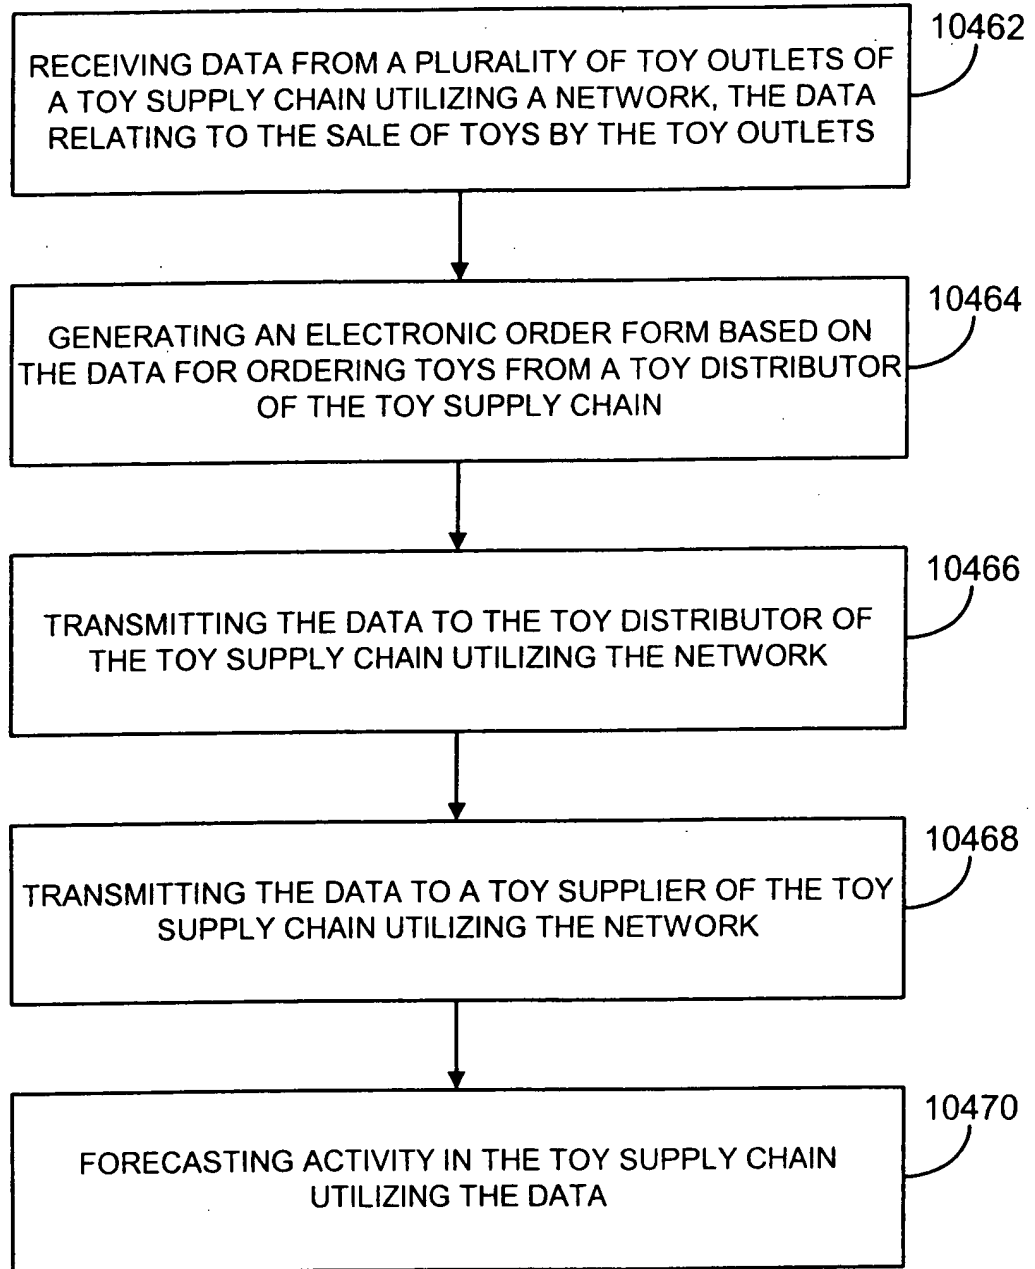 10462
RECEIVING DATA FROM A PLURALITY OF TOY OUTLETS OF
A TOY SUPPLY CHAIN UTILIZING A NETWORK, THE DATA
RELATING TO THE SALE OF TOYS BY THE TOY OUTLETS
10464
GENERATING AN ELECTRONIC ORDER FORM BASED ON
THE DATA FOR ORDERING TOYS FROM A TOY DISTRIBUTOR
OF THE TOY SUPPLY CHAIN
10466
TRANSMITTING THE DATA TO THE TOY DISTRIBUTOR OF
THE TOY SUPPLY CHAIN UTILIZING THE NETWORK
10468
TRANSMITTING THE DATA TO A TOY SUPPLIER OF THE TOY
SUPPLY CHAIN UTILIZING THE NETWORK
10470
FORECASTING ACTIVITY IN THE TOY SUPPLY CHAIN
UTILIZING THE DATA